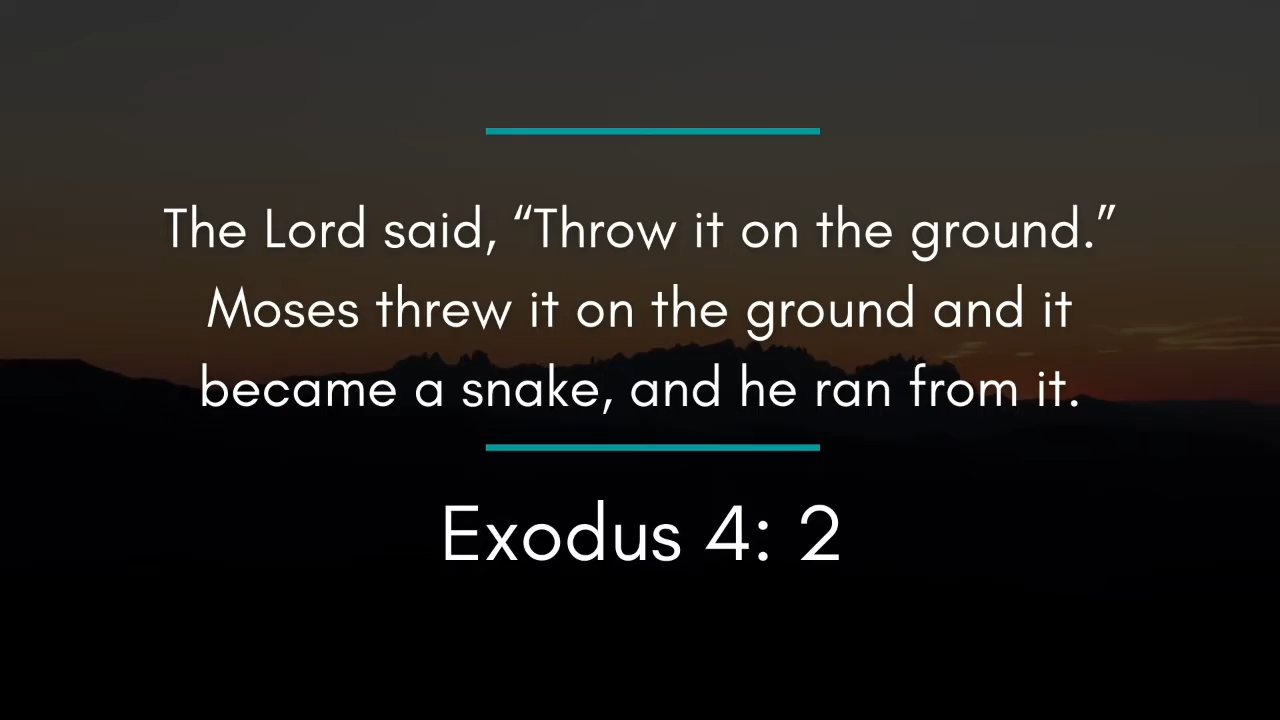 The Lord said, “Throw it on the ground.”
Moses threw it on the ground and it
became a snake, and he ran from it.
Exodus 4: 2